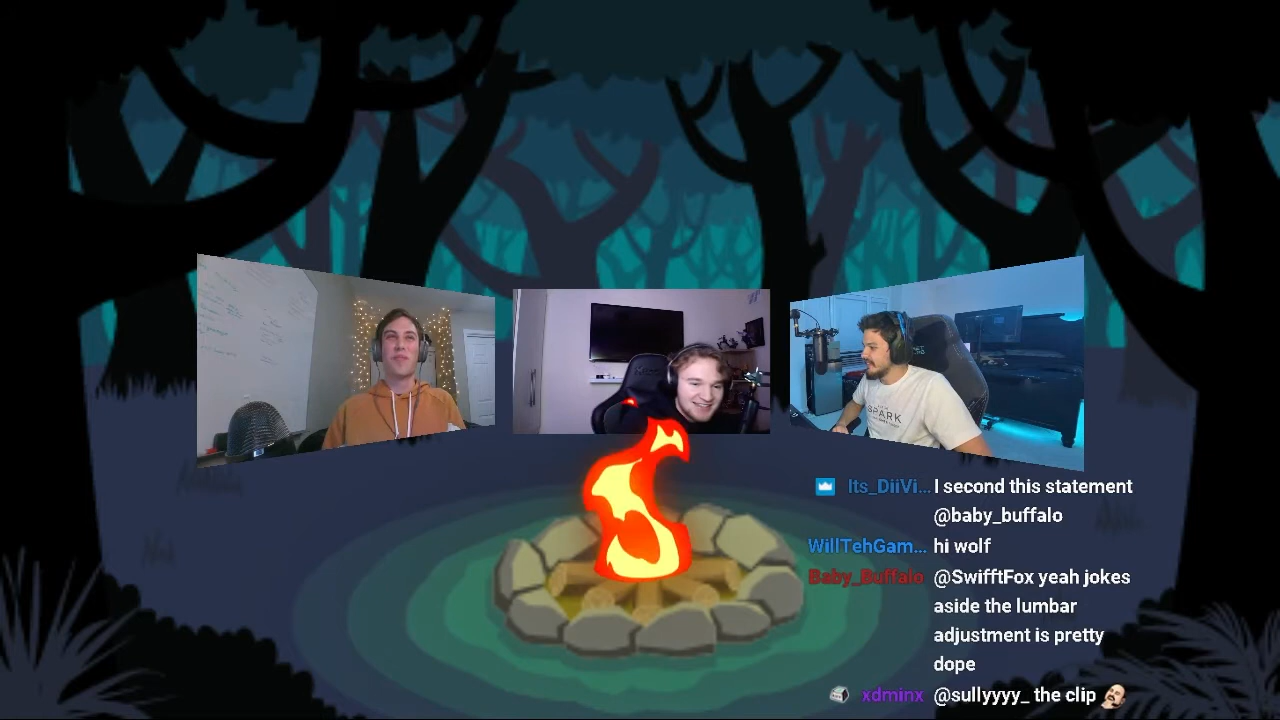 SPARK
Its_DiiVi... I second this statement
@baby_buffalo
WillTehGam... hi wolf
Baby_Buffalo @SwifftFox yeah jokes
aside the lumbar
adjustment is pretty
dope
xdminx @sullyyyy_ the clip